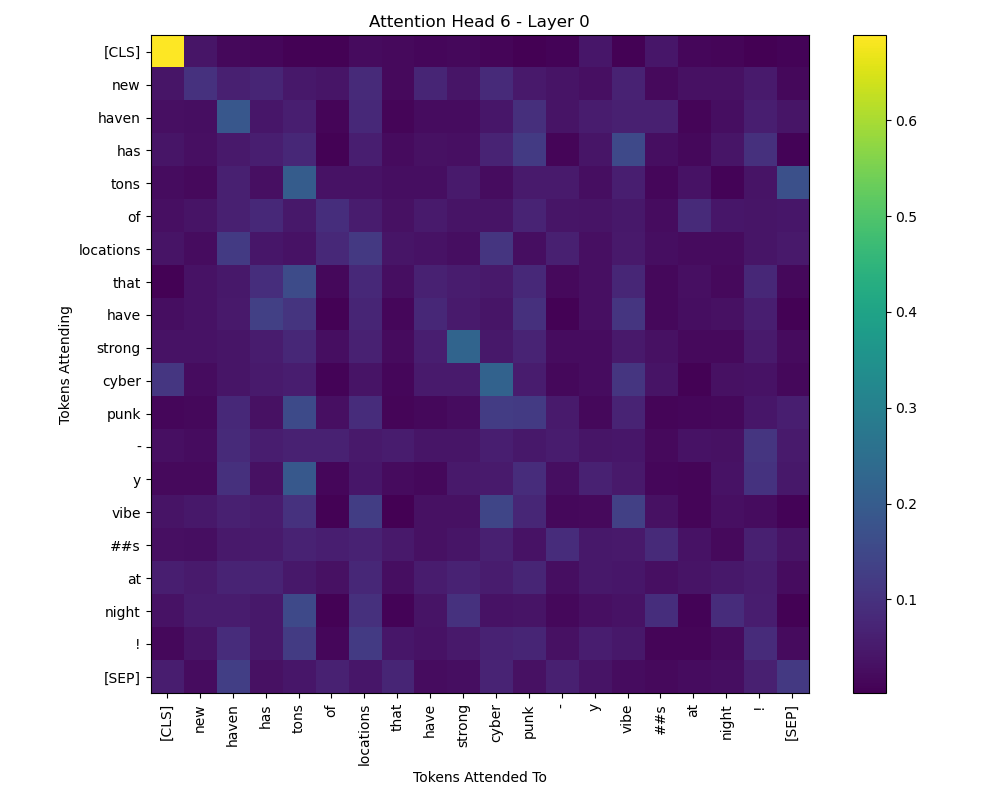 Attention Head 6 - Layer 0
Tokens Attending
[CLS]
new
haven
has
tons
of
locations
that
have
strong
cyber
punk
-
y
vibe
##s
at
night
!
[SEP]
[CLS]
new
haven
has
tons
of
locations
that
have
strong
cyber
punk
-
y
vibe
##s
at
night
!
[SEP]
Tokens Attended To
0.6
0.5
0.4
0.3
0.2
0.1